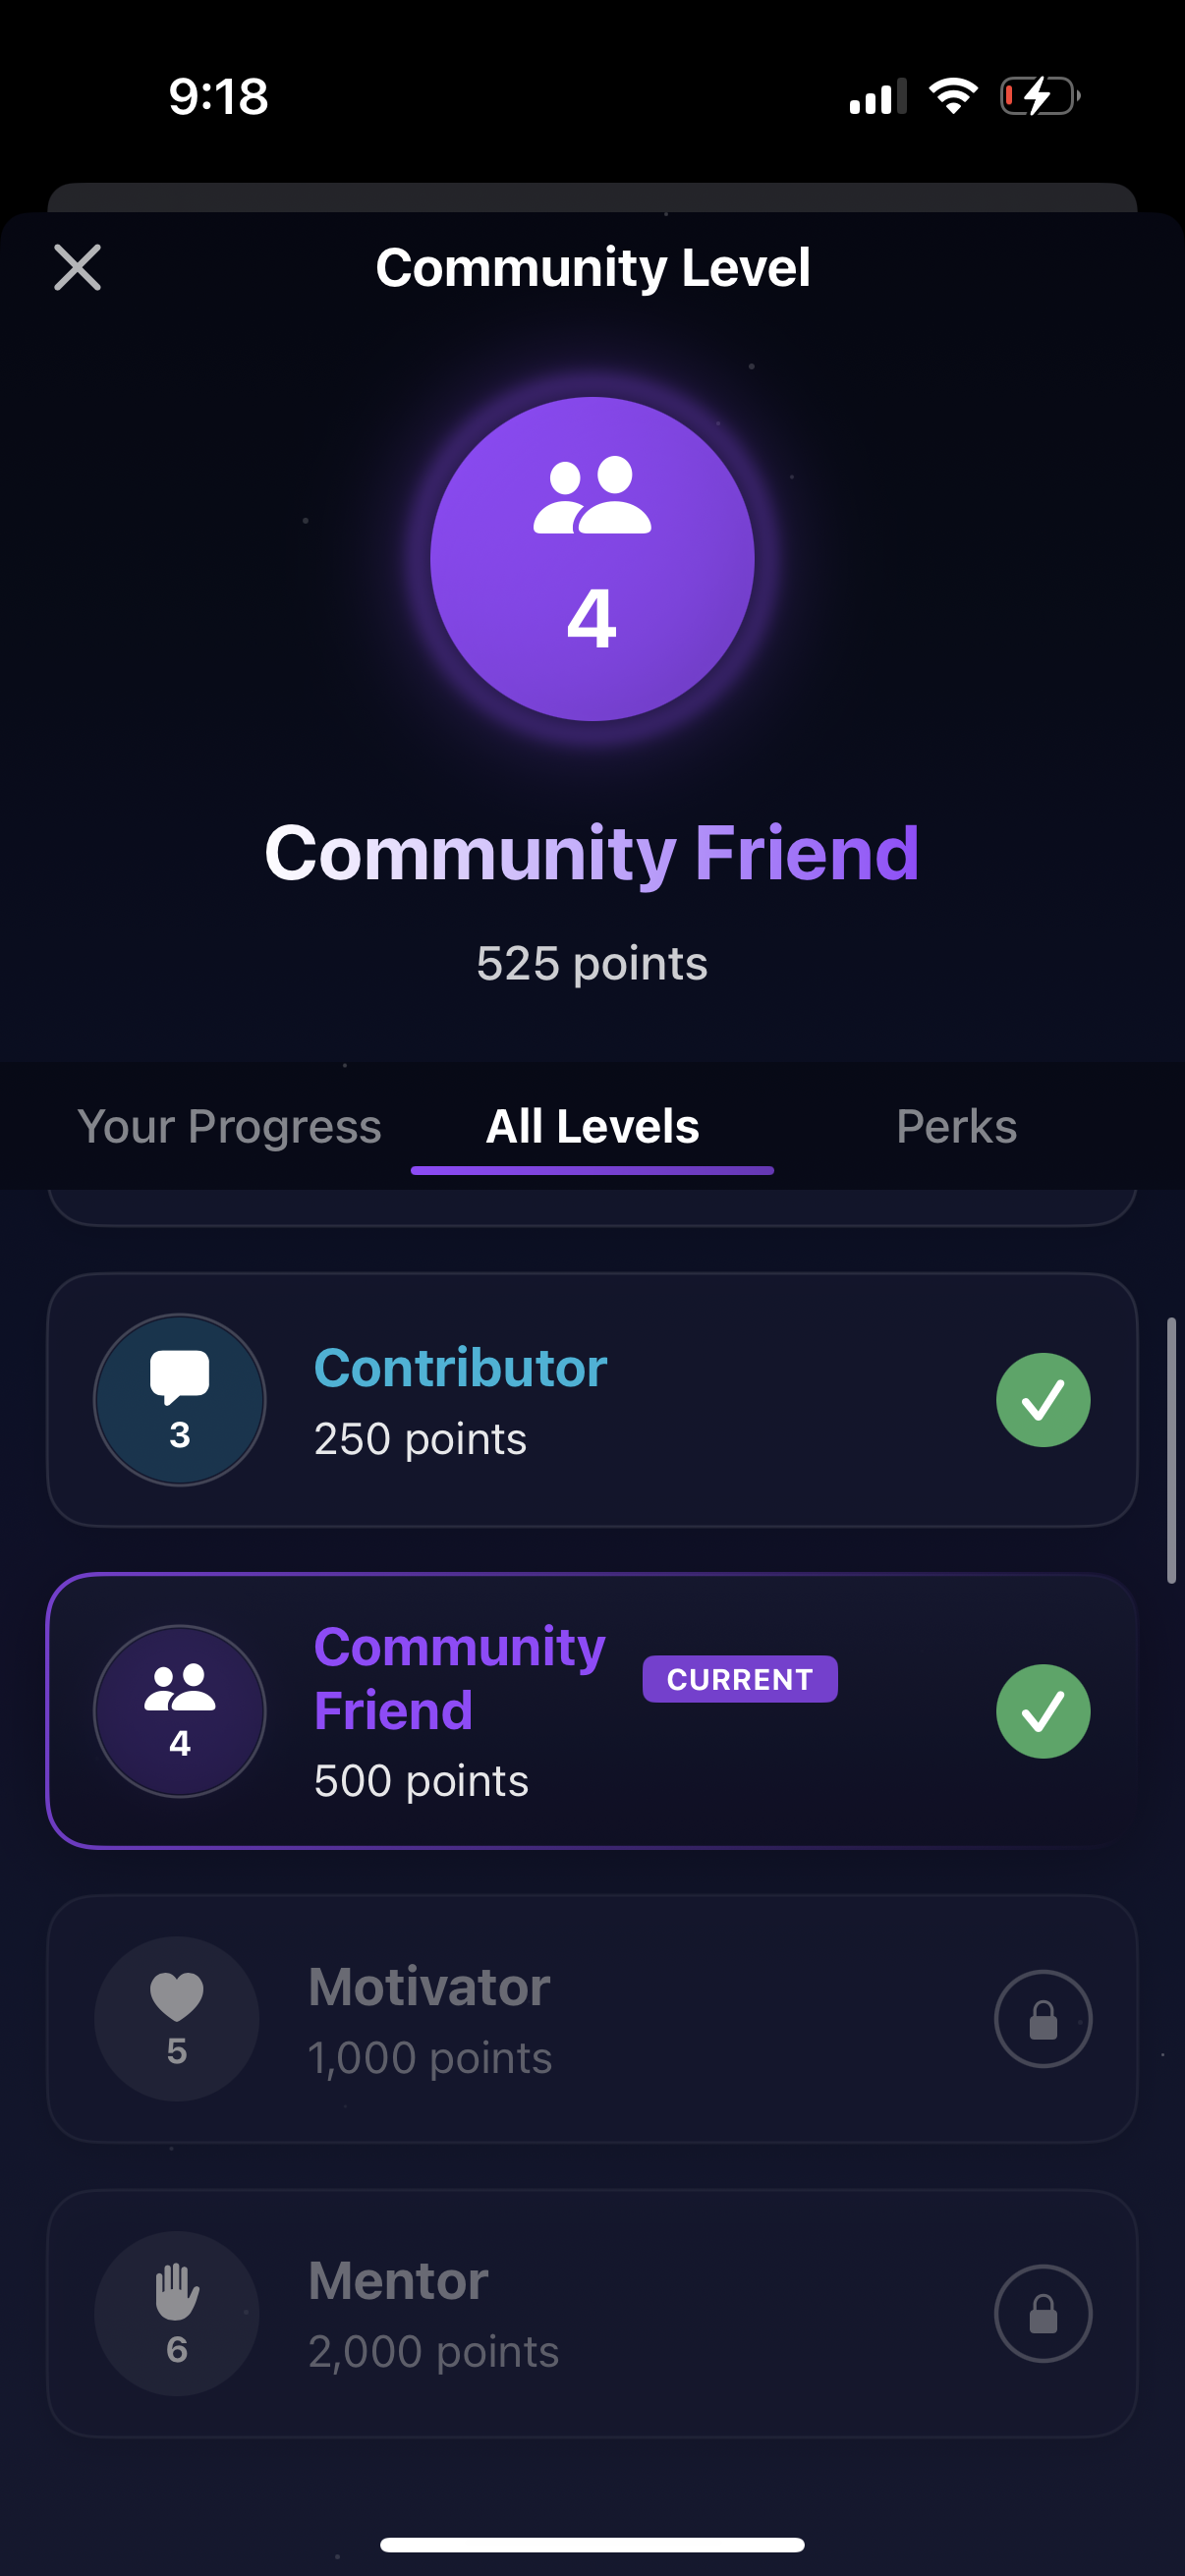 9:18
Community Level
4
Community Friend
525 points
Your Progress All Levels Perks
3
Contributor
250 points
4
Community
Friend
CURRENT
500 points
5
Motivator
1,000 points
6
Mentor
2,000 points